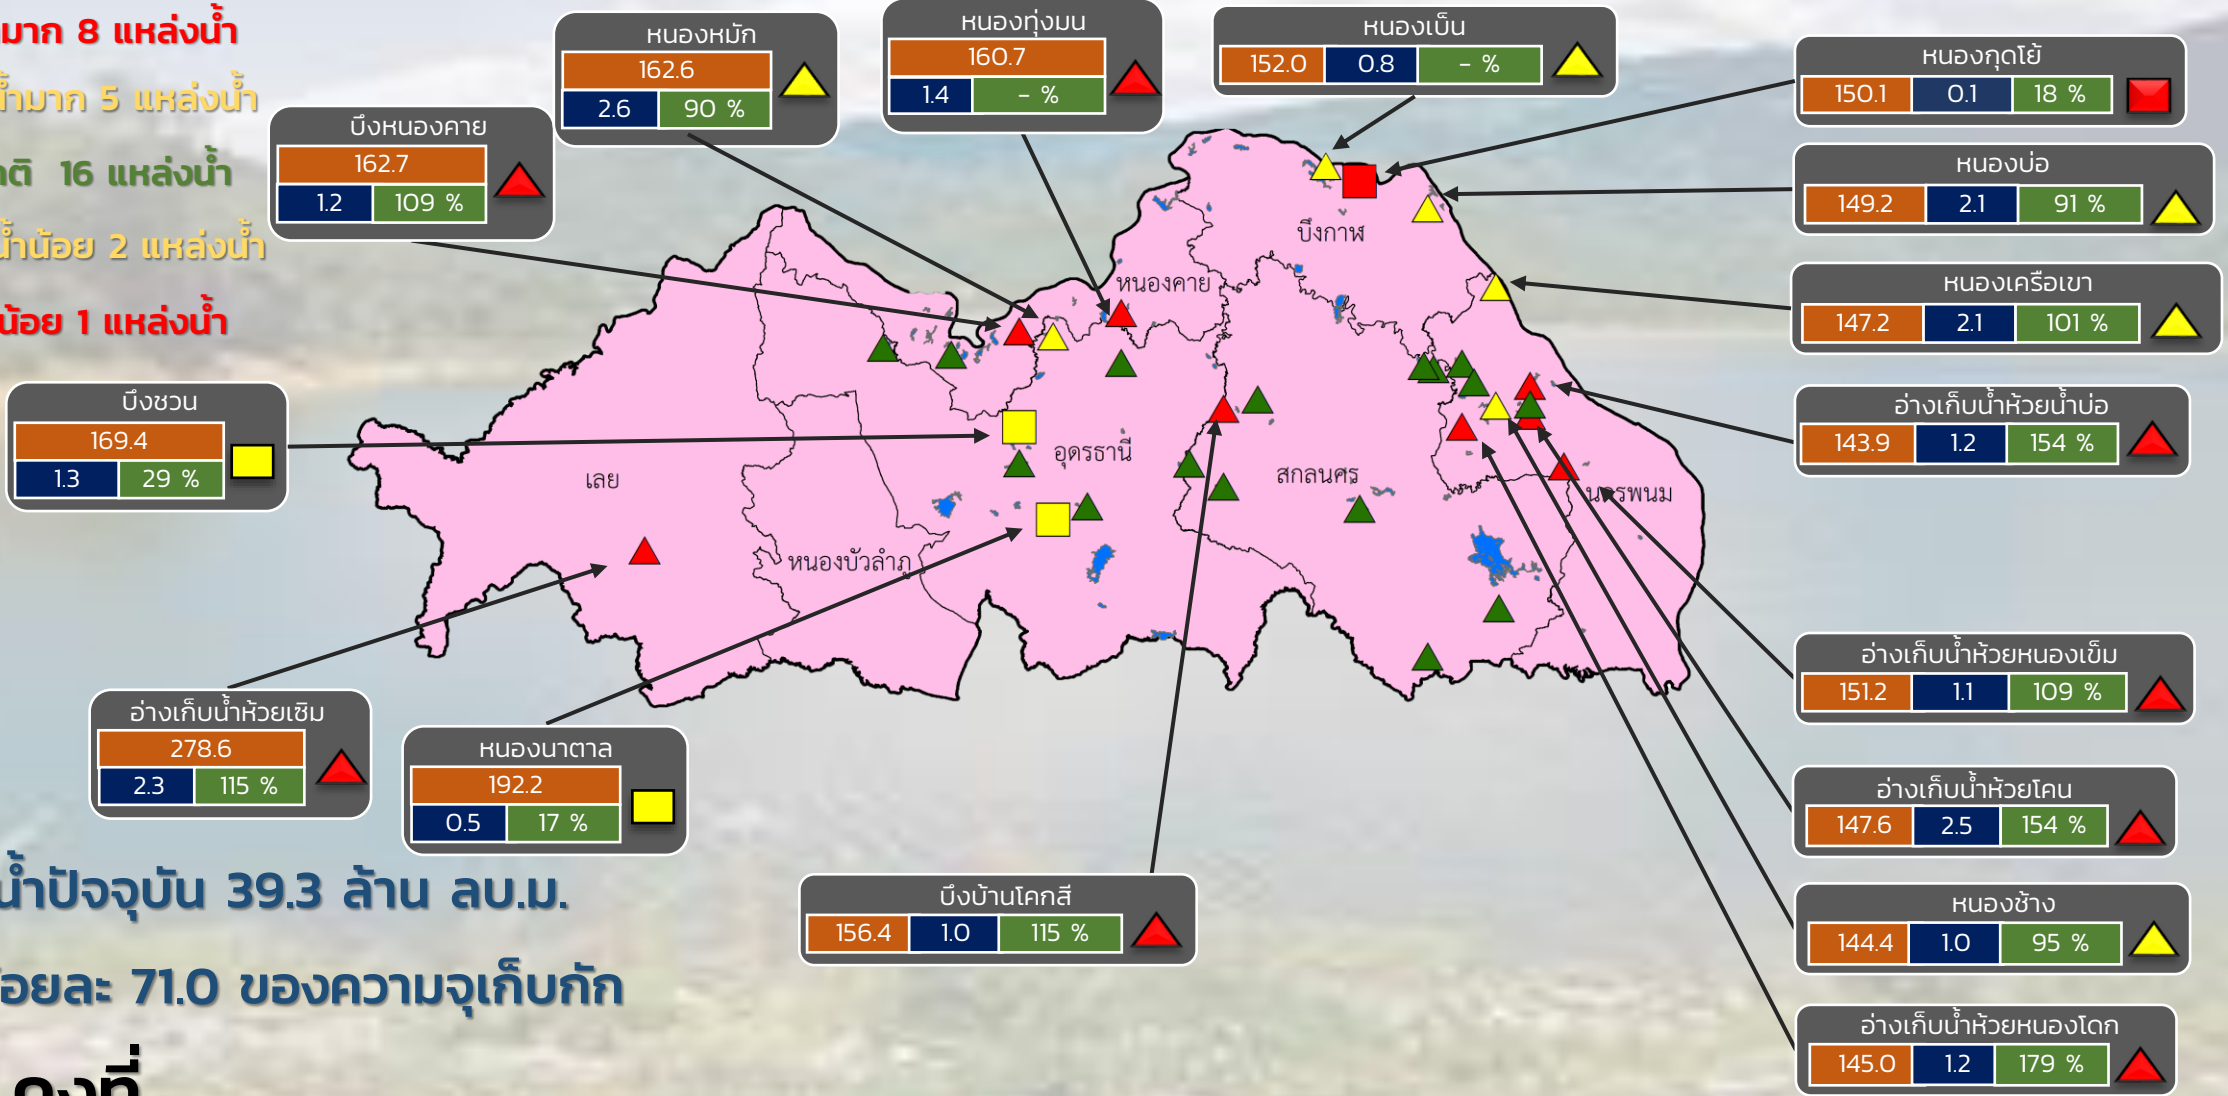 มาก 8 แหล่งน้ำ
น้ำมาก 5 แหล่งน้ำ
16 แหล่งน้ำ
น้ำน้อย 2 แหล่งน้ำ
น้อย 1 แหล่งน้ำ
บึงหนองคาย
162.7
1.2 109 %
หนองหมัก
162.6
2.6 90 %
หนองทุ่งมน
160.7
1.4 - %
หนองเบ็น
152.0 0.8 - %
หนองกุดโย้
150.1 0.1 18 %
หนองบ่อ
149.2 2.1 91 %
หนองเครือเขา
147.2 2.1 101 %
อ่างเก็บน้ำห้วยน้ำบ่อ
143.9 1.2 154 %
บึงชวน
169.4
1.3 29 %
บึงกาฬ
หนองคาย
อุดรธานี
สกลนคร
นครพนม
เลย
หนองบัวลำภู
อ่างเก็บน้ำห้วยหนองเข็ม
151.2 1.1 109 %
อ่างเก็บน้ำห้วยเซิม
278.6
2.3 115 %
หนองนาตาล
192.2
0.5 17 %
อ่างเก็บน้ำห้วยโคน
147.6 2.5 154 %
บึงบ้านโคกสี
156.4 1.0 115 %
หนองช้าง
144.4 1.0 95 %
อ่างเก็บน้ำห้วยหนองโดก
145.0 1.2 179 %
น้ำปัจจุบัน 39.3 ล้าน ลบ.ม.
71.0 ของความจุเก็บกัก